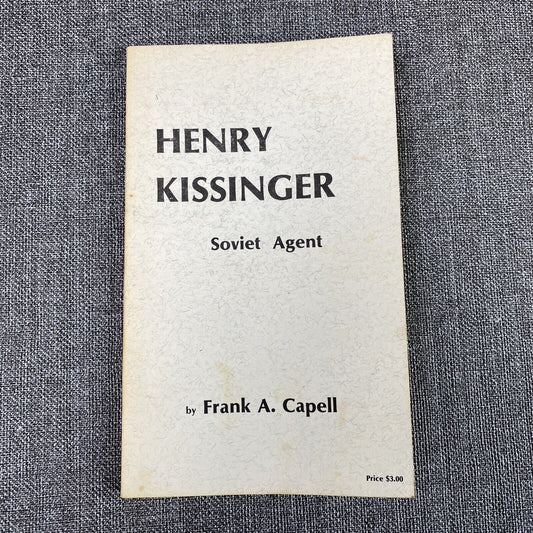 HENRY
KISSINGER
Soviet Agent
by Frank A. Capell
Price $3.00